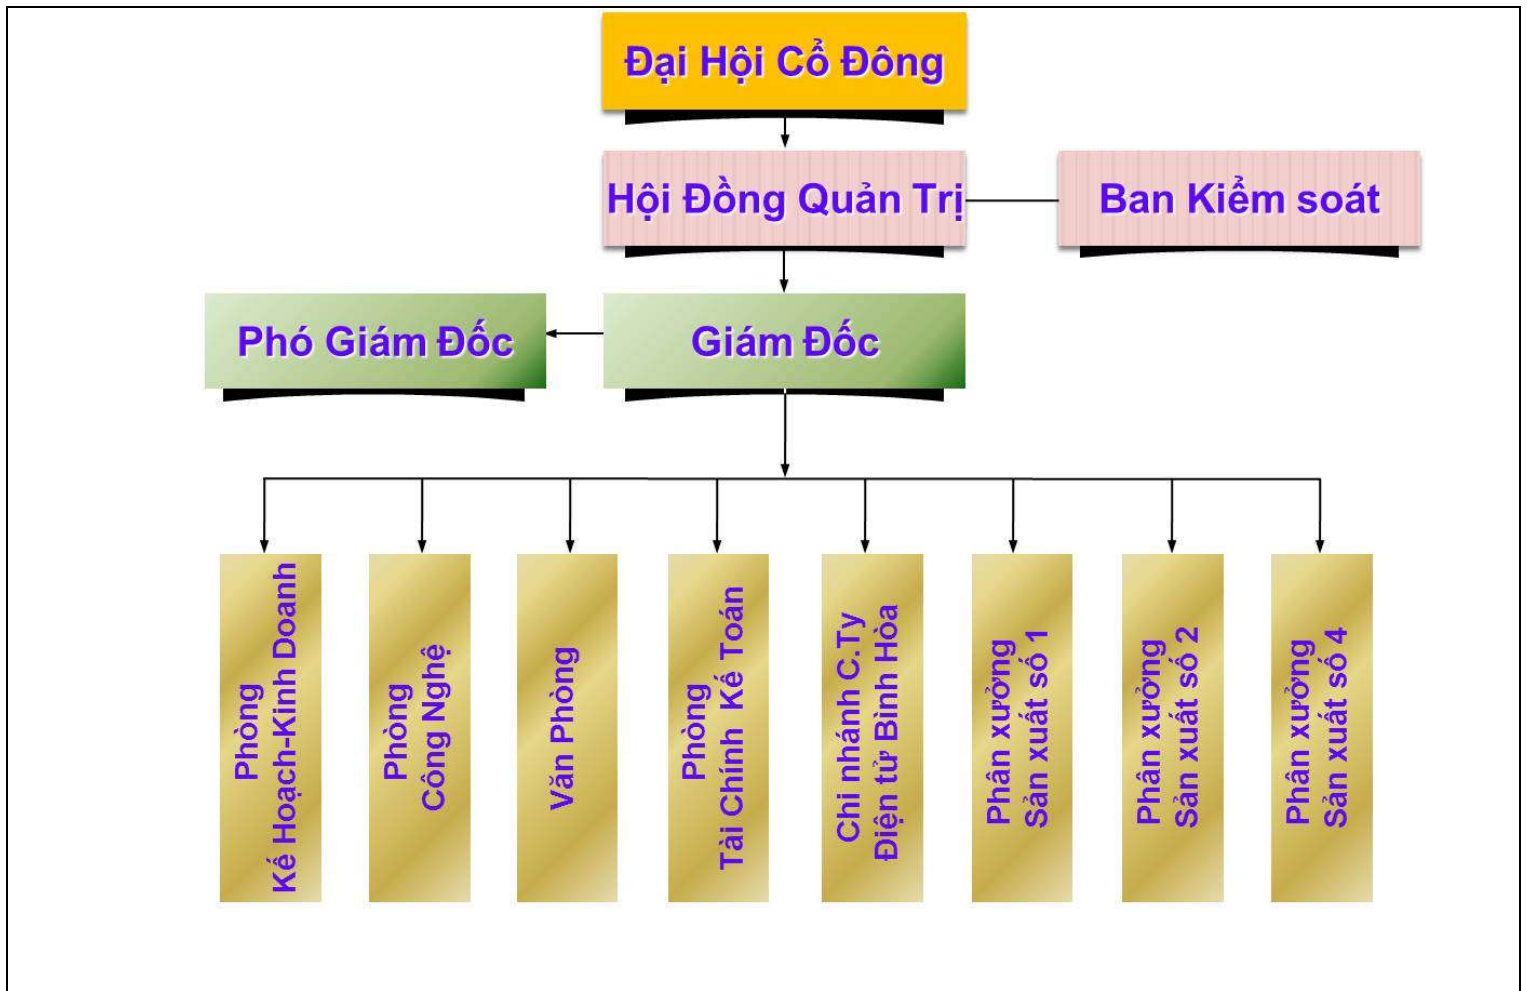 Đại Hội Cổ Đông
Hội Đồng Quản Trị
Ban Kiểm soát
Phó Giám Đốc
Giám Đốc
Phòng
Kế Hoạch-Kinh Doanh
Phòng
Công Nghệ
Văn Phòng
Phòng
Tài Chính Kế Toán
Chi nhánh C.Ty
Điện tử Bình Hòa
Phân xưởng
Sản xuất số 1
Phân xưởng
Sản xuất số 2
Phân xưởng
Sản xuất số 4